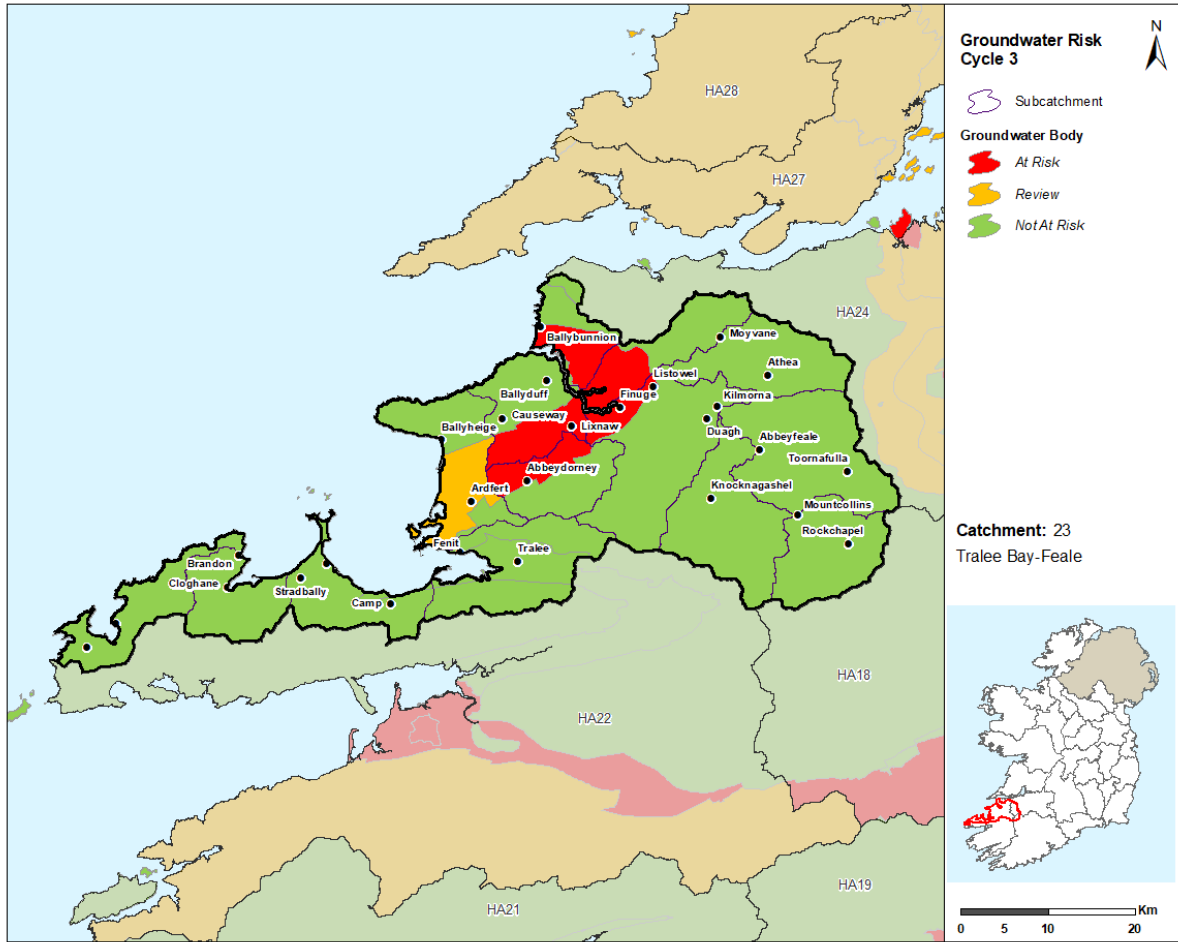 Groundwater Risk
Cycle 3
N
Subcatchment
Groundwater Body
At Risk
Review
Not At Risk
Catchment: 23
Tralee Bay-Feale
Km
0 5 10 20
HA28
HA27
HA24
Ballybunnion
Moyvane
Athea
Listowel
Ballyduff
Finuge
Kilmorna
Causeway
Lixnaw
Duagh
Ballyheige
Abbeyfeale
Toornafulla
Abbeydorney
Ardfert
Knocknagashel
Mountcollins
Rockchapel
Fenit
Tralee
Brandon
Cloghane
Stradbally
Camp
HA18
HA22
HA19
HA21